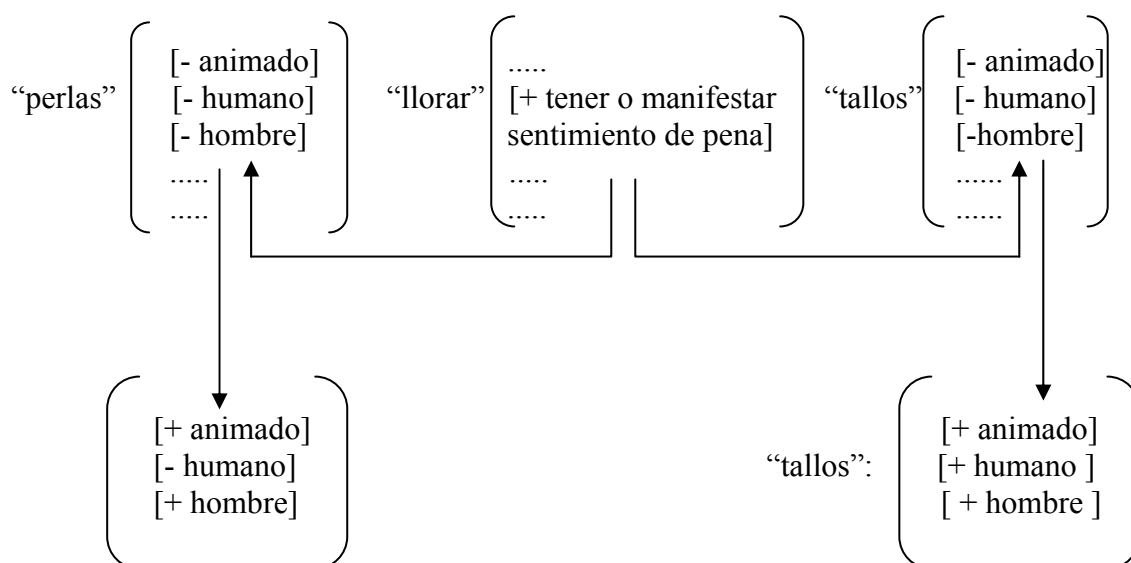 “perlas”
[- animado]
[- humano]
[- hombre]
.....
.....
“llorar”
.....
[+ tener o manifestar
sentimiento de pena]
.....
.....
“tallos”
[- animado]
[- humano]
[-hombre]
......
......
[+ animado]
[- humano]
[+ hombre]
“tallos”:
[+ animado]
[+ humano ]
[ + hombre ]